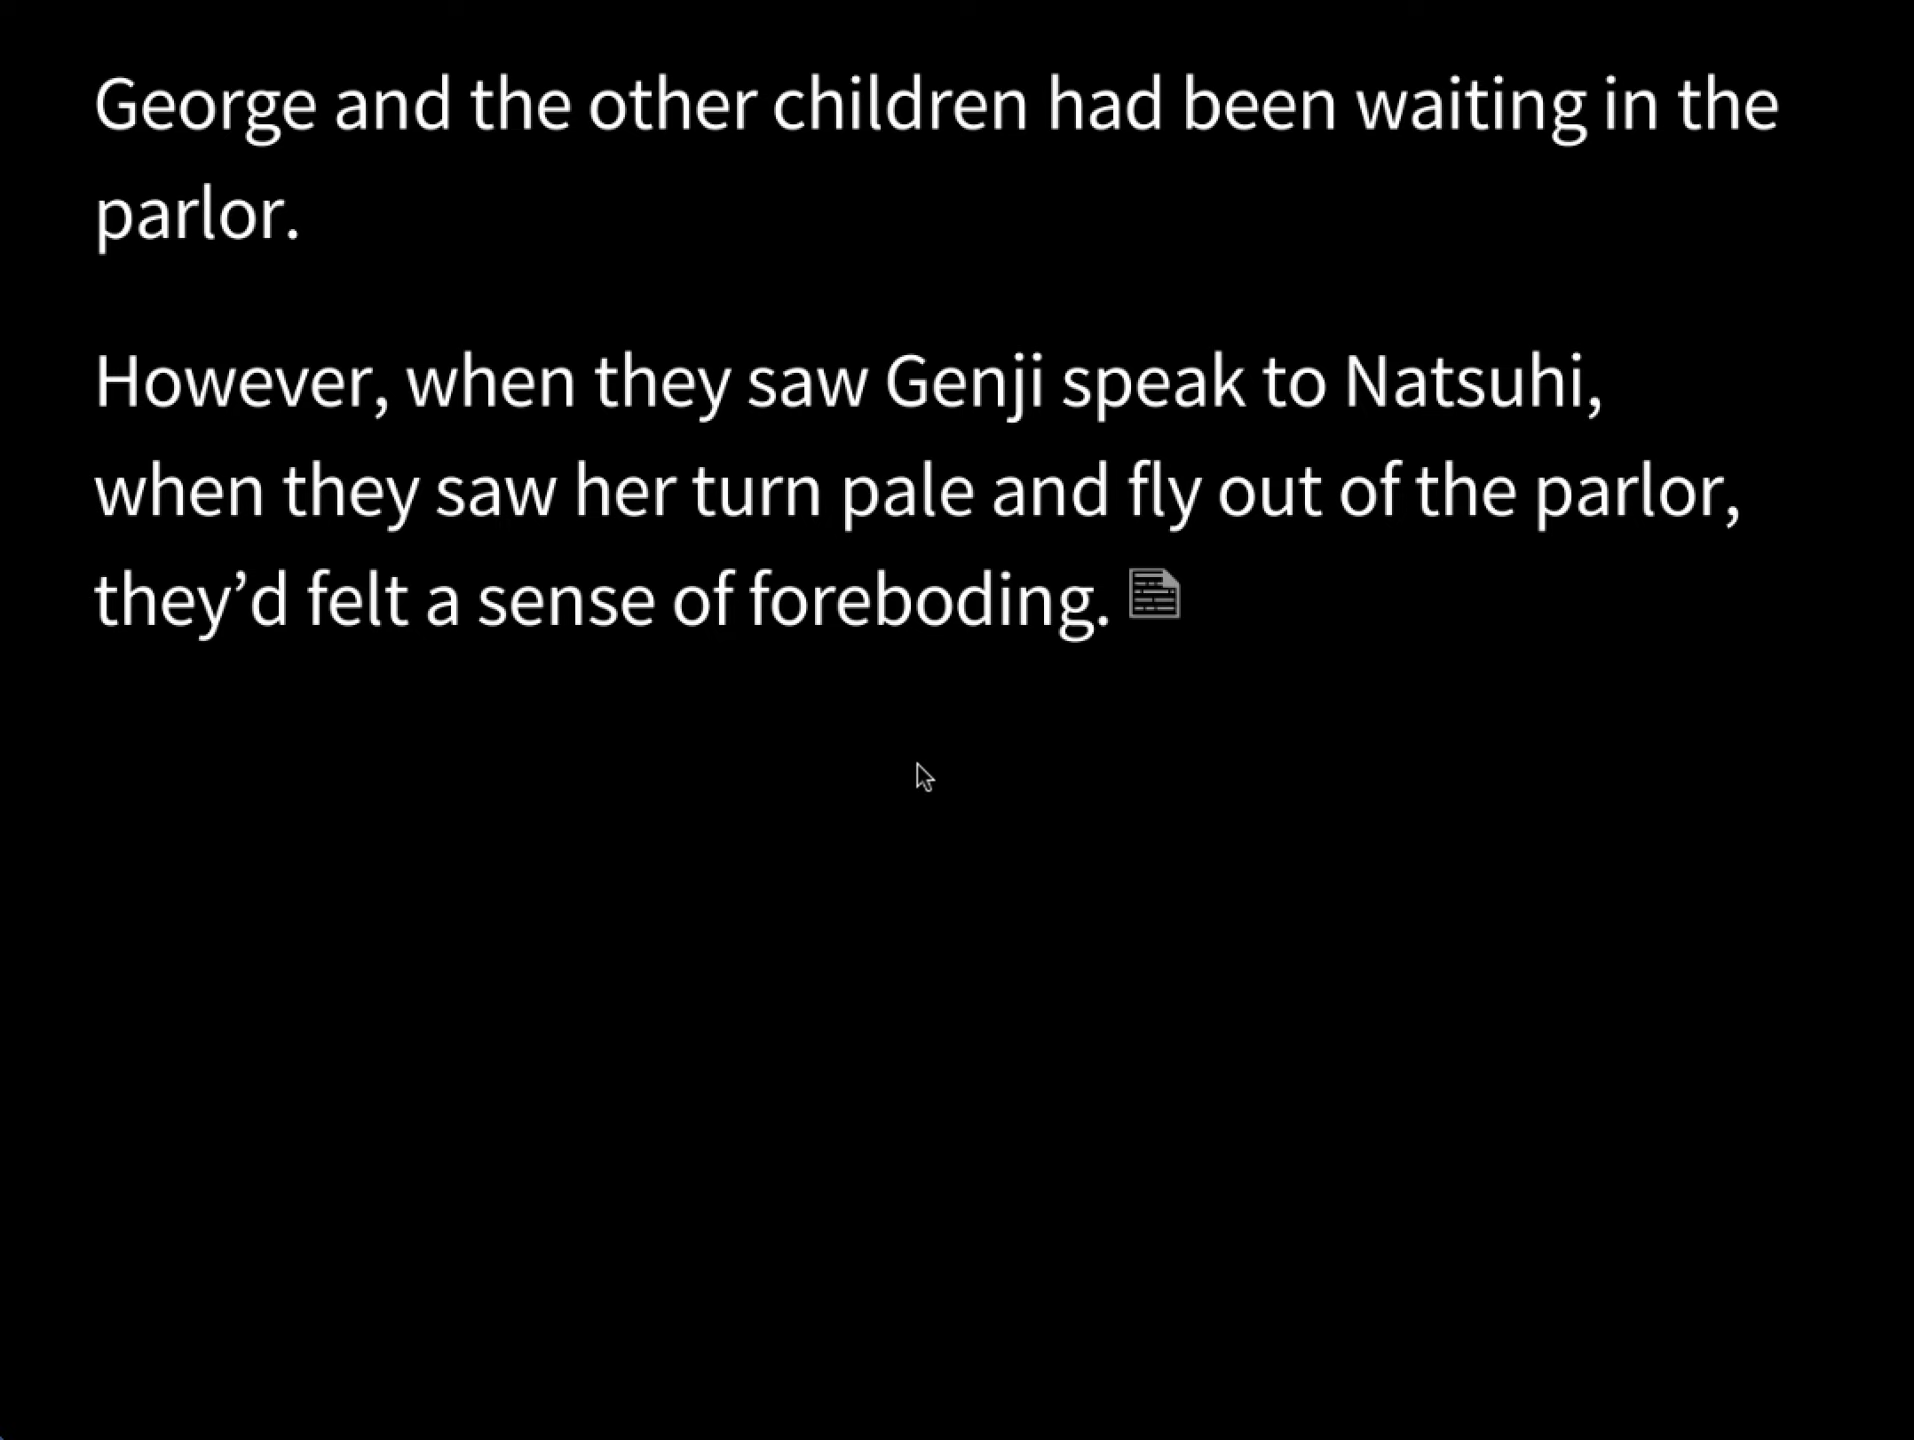 George and the other children had been waiting in the
parlor.
However, when they saw Genji speak to Natsuhi,
when they saw her turn pale and fly out of the parlor,
they’d felt a sense of foreboding.